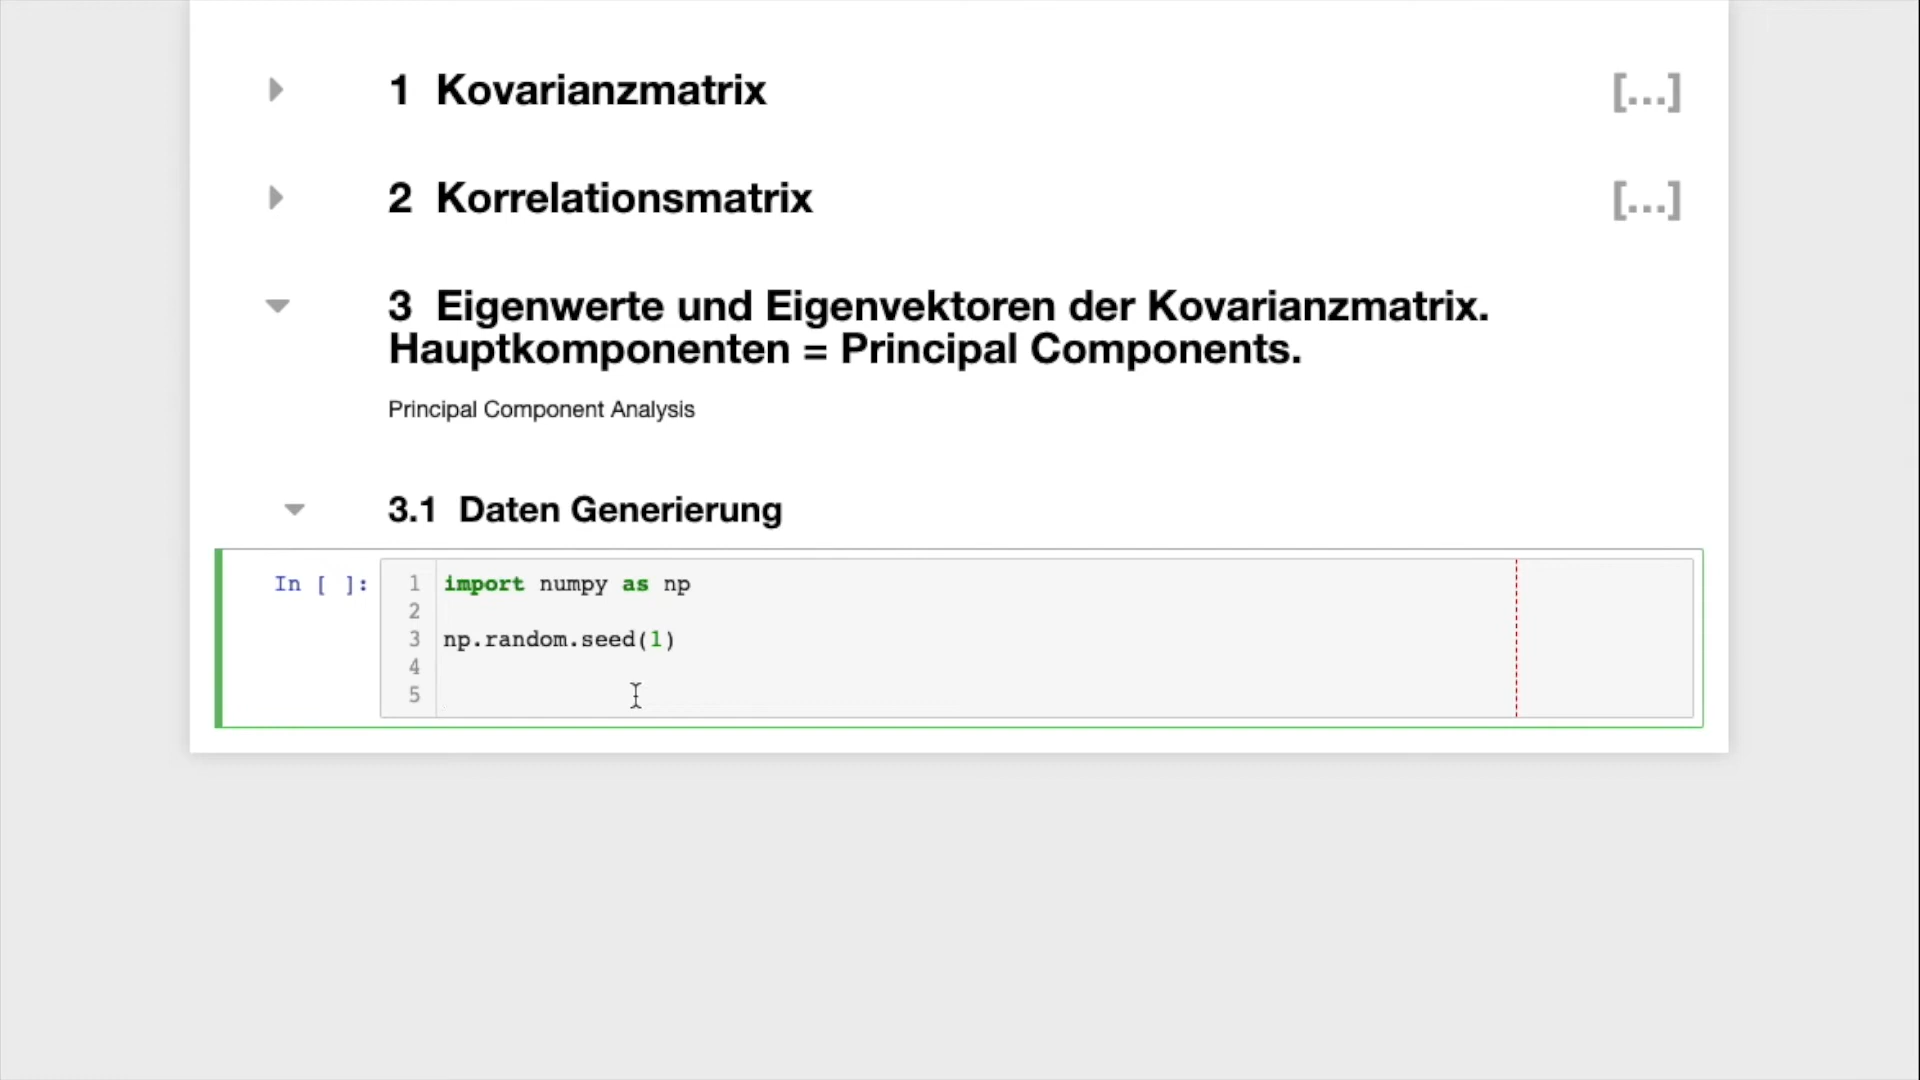 1 Kovarianzmatrix [...]
2 Korrelationsmatrix [...]
3 Eigenwerte und Eigenvektoren der Kovarianzmatrix.
Hauptkomponenten = Principal Components.
Principal Component Analysis
3.1 Daten Generierung
In [ ]: 1 import numpy as np
2
3 np.random.seed(1)
4
5